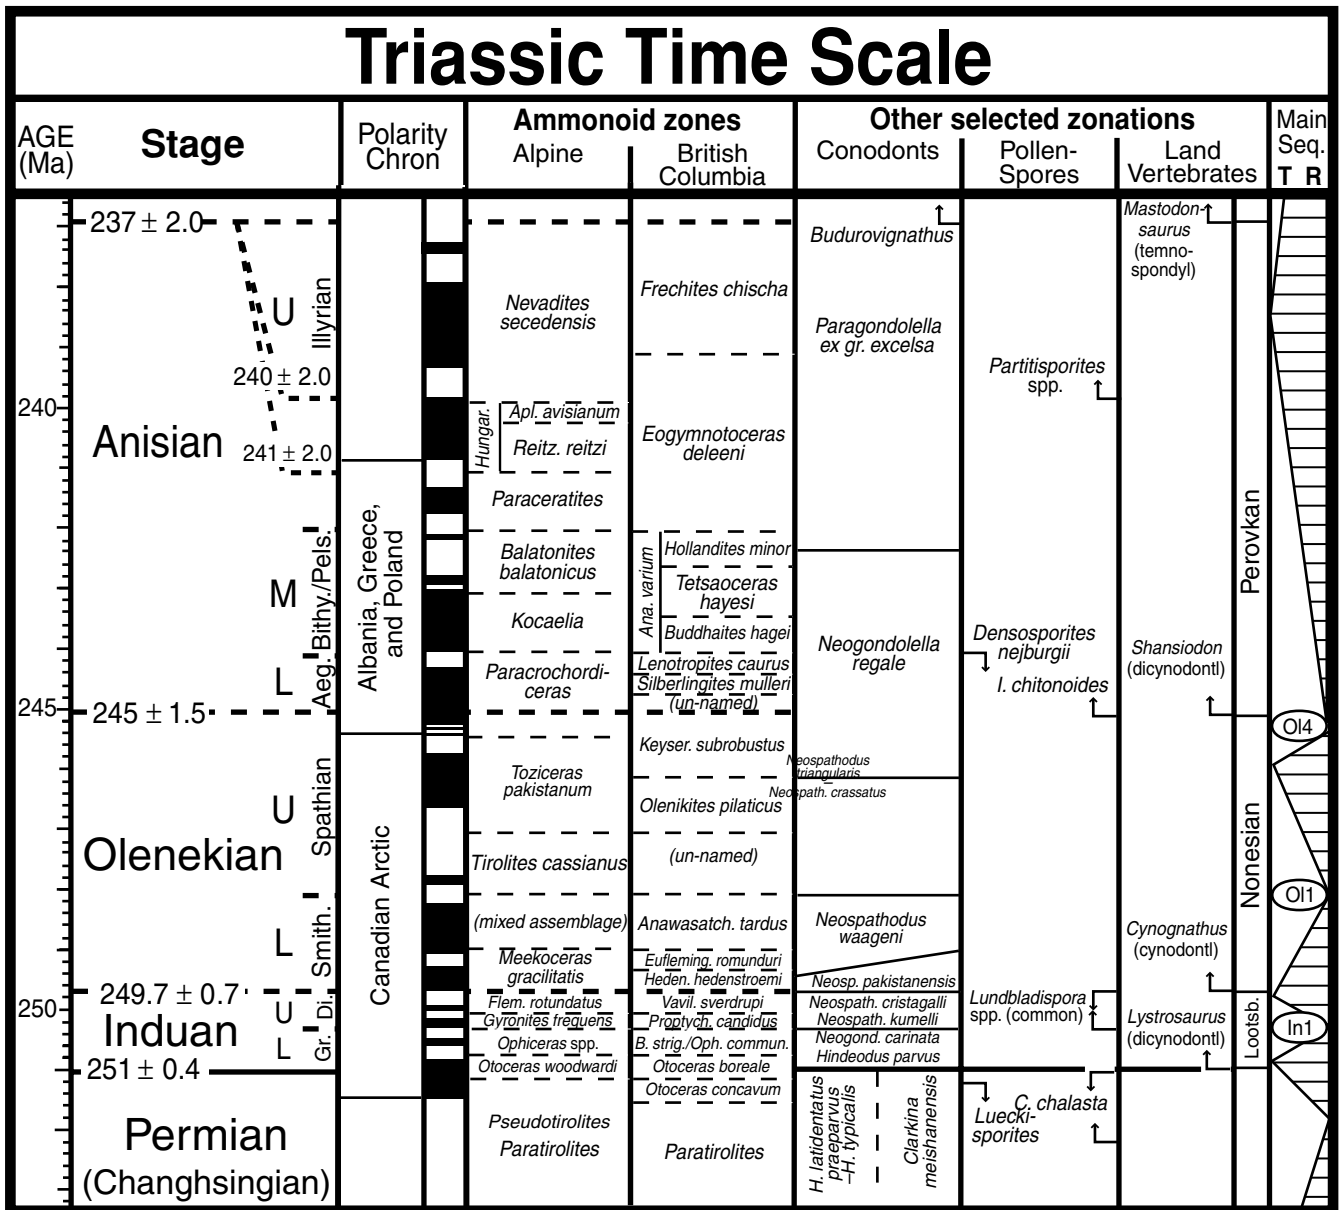 Triassic Time Scale
AGE
(Ma)
Stage
Polarity
Chron
Ammonoid zones
Alpine
British
Columbia
Other selected zonations
Conodonts
Pollen-
Spores
Land
Vertebrates
Main
Seq.
T R
240
245
250
237 ± 2.0
240 ± 2.0
241 ± 2.0
Anisian
245 ± 1.5
Olenekian
249.7 ± 0.7
Induan
251 ± 0.4
Permian
(Changhsingian)
U
Illyrian
M
Bithy./Pels.
L
Aeg.
U
Spathian
L
Smith.
U
Di.
L
Gr.
Albania, Greece,
and Poland
Canadian Arctic
Nevadites
secedensis
Hungar.
Apl. avisianum
Reitz. reitzi
Paraceratites
Balatonites
balatonicus
Kocaelia
Paracrochordi-
ceras
Toziceras
pakistanum
Tirolites cassianus
(mixed assemblage)
Meekoceras
gracilitatis
Flem. rotundatus
Gyronites frequens
Ophiceras spp.
Otoceras woodwardi
Pseudotirolites
Paratirolites
Frechites chischa
Eogymnotoceras
deleeni
Ana. varium
Hollandites minor
Tetsaoceras
hayesi
Buddhaites hagei
Lenotropites caurus
Silberlingites mulleri
(un-named)
Keyser. subrobustus
Olenikites pilaticus
(un-named)
Anawasatch. tardus
Eufleming. romunduri
Heden. hedenstroemi
Vavil. sverdrupi
Proptych. candidus
B. strig./Oph. commun.
Otoceras boreale
Otoceras concavum
Paratirolites
Budurovignathus
Paragondolella
ex gr. excelsa
Neogondolella
regale
Neospathodus
triangularis
–
Neospath. crassatus
Neospathodus
waageni
Neosp. pakistanensis
Neospath. cristagalli
Neospath. kumelli
Neogond. carinata
Hindeodus parvus
H. latidentatus
praeparvus
–H. typicalis
Clarkina
meishanensis
Partitisporites
spp.
Densosporites
nejburgii
I. chitonoides
Lundbladispora
spp. (common)
C. chalasta
Luecki-
sporites
Mastodon-
saurus
(temno-
spondyl)
Shansiodon
(dicynodontl)
Cynognathus
(cynodontl)
Lystrosaurus
(dicynodontl)
Perovkan
Nonesian
Lootsb.
Ol4
Ol1
In1